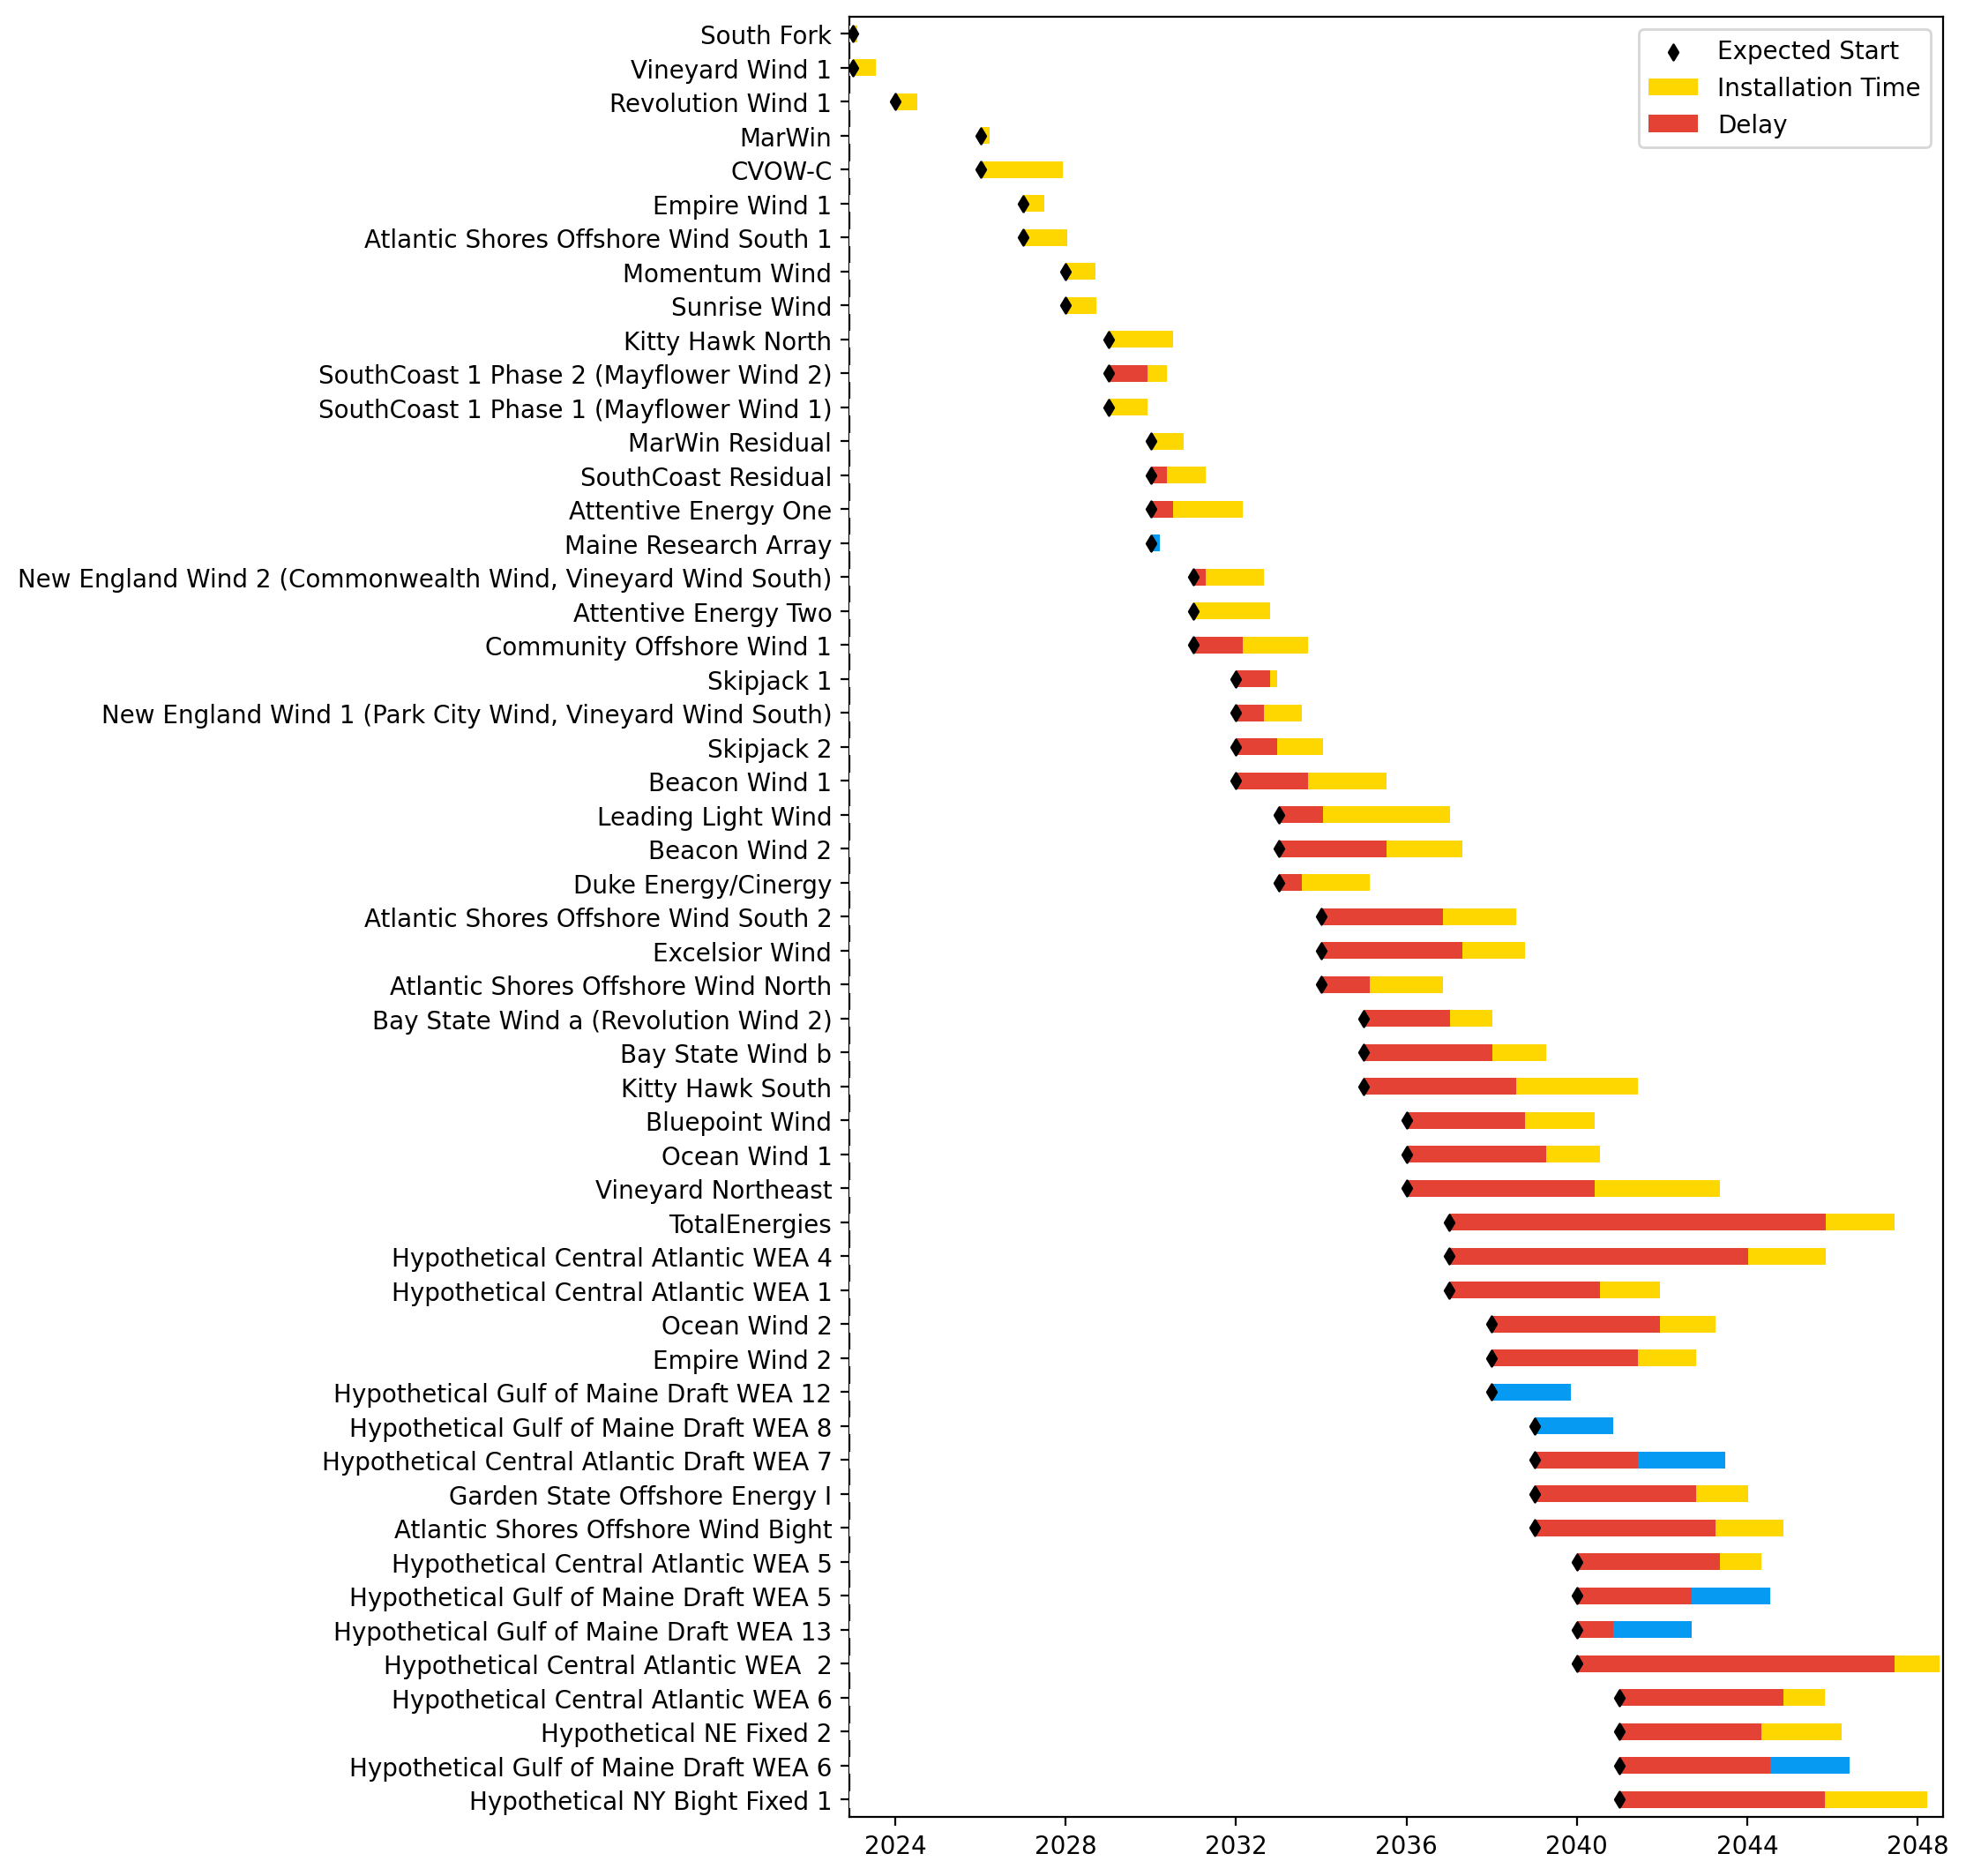 South Fork
Vineyard Wind 1
Revolution Wind 1
MarWin
CVOW-C
Empire Wind 1
Atlantic Shores Offshore Wind South 1
Momentum Wind
Sunrise Wind
Kitty Hawk North
SouthCoast 1 Phase 2 (Mayflower Wind 2)
SouthCoast 1 Phase 1 (Mayflower Wind 1)
MarWin Residual
SouthCoast Residual
Attentive Energy One
Maine Research Array
New England Wind 2 (Commonwealth Wind, Vineyard Wind South)
Attentive Energy Two
Community Offshore Wind 1
Skipjack 1
New England Wind 1 (Park City Wind, Vineyard Wind South)
Skipjack 2
Beacon Wind 1
Leading Light Wind
Beacon Wind 2
Duke Energy/Cinergy
Atlantic Shores Offshore Wind South 2
Excelsior Wind
Atlantic Shores Offshore Wind North
Bay State Wind a (Revolution Wind 2)
Bay State Wind b
Kitty Hawk South
Bluepoint Wind
Ocean Wind 1
Vineyard Northeast
TotalEnergies
Hypothetical Central Atlantic WEA 4
Hypothetical Central Atlantic WEA 1
Ocean Wind 2
Empire Wind 2
Hypothetical Gulf of Maine Draft WEA 12
Hypothetical Gulf of Maine Draft WEA 8
Hypothetical Central Atlantic Draft WEA 7
Garden State Offshore Energy I
Atlantic Shores Offshore Wind Bight
Hypothetical Central Atlantic WEA 5
Hypothetical Gulf of Maine Draft WEA 5
Hypothetical Gulf of Maine Draft WEA 13
Hypothetical Central Atlantic WEA  2
Hypothetical Central Atlantic WEA 6
Hypothetical NE Fixed 2
Hypothetical Gulf of Maine Draft WEA 6
Hypothetical NY Bight Fixed 1
Expected Start
Installation Time
Delay
2024 2028 2032 2036 2040 2044 2048